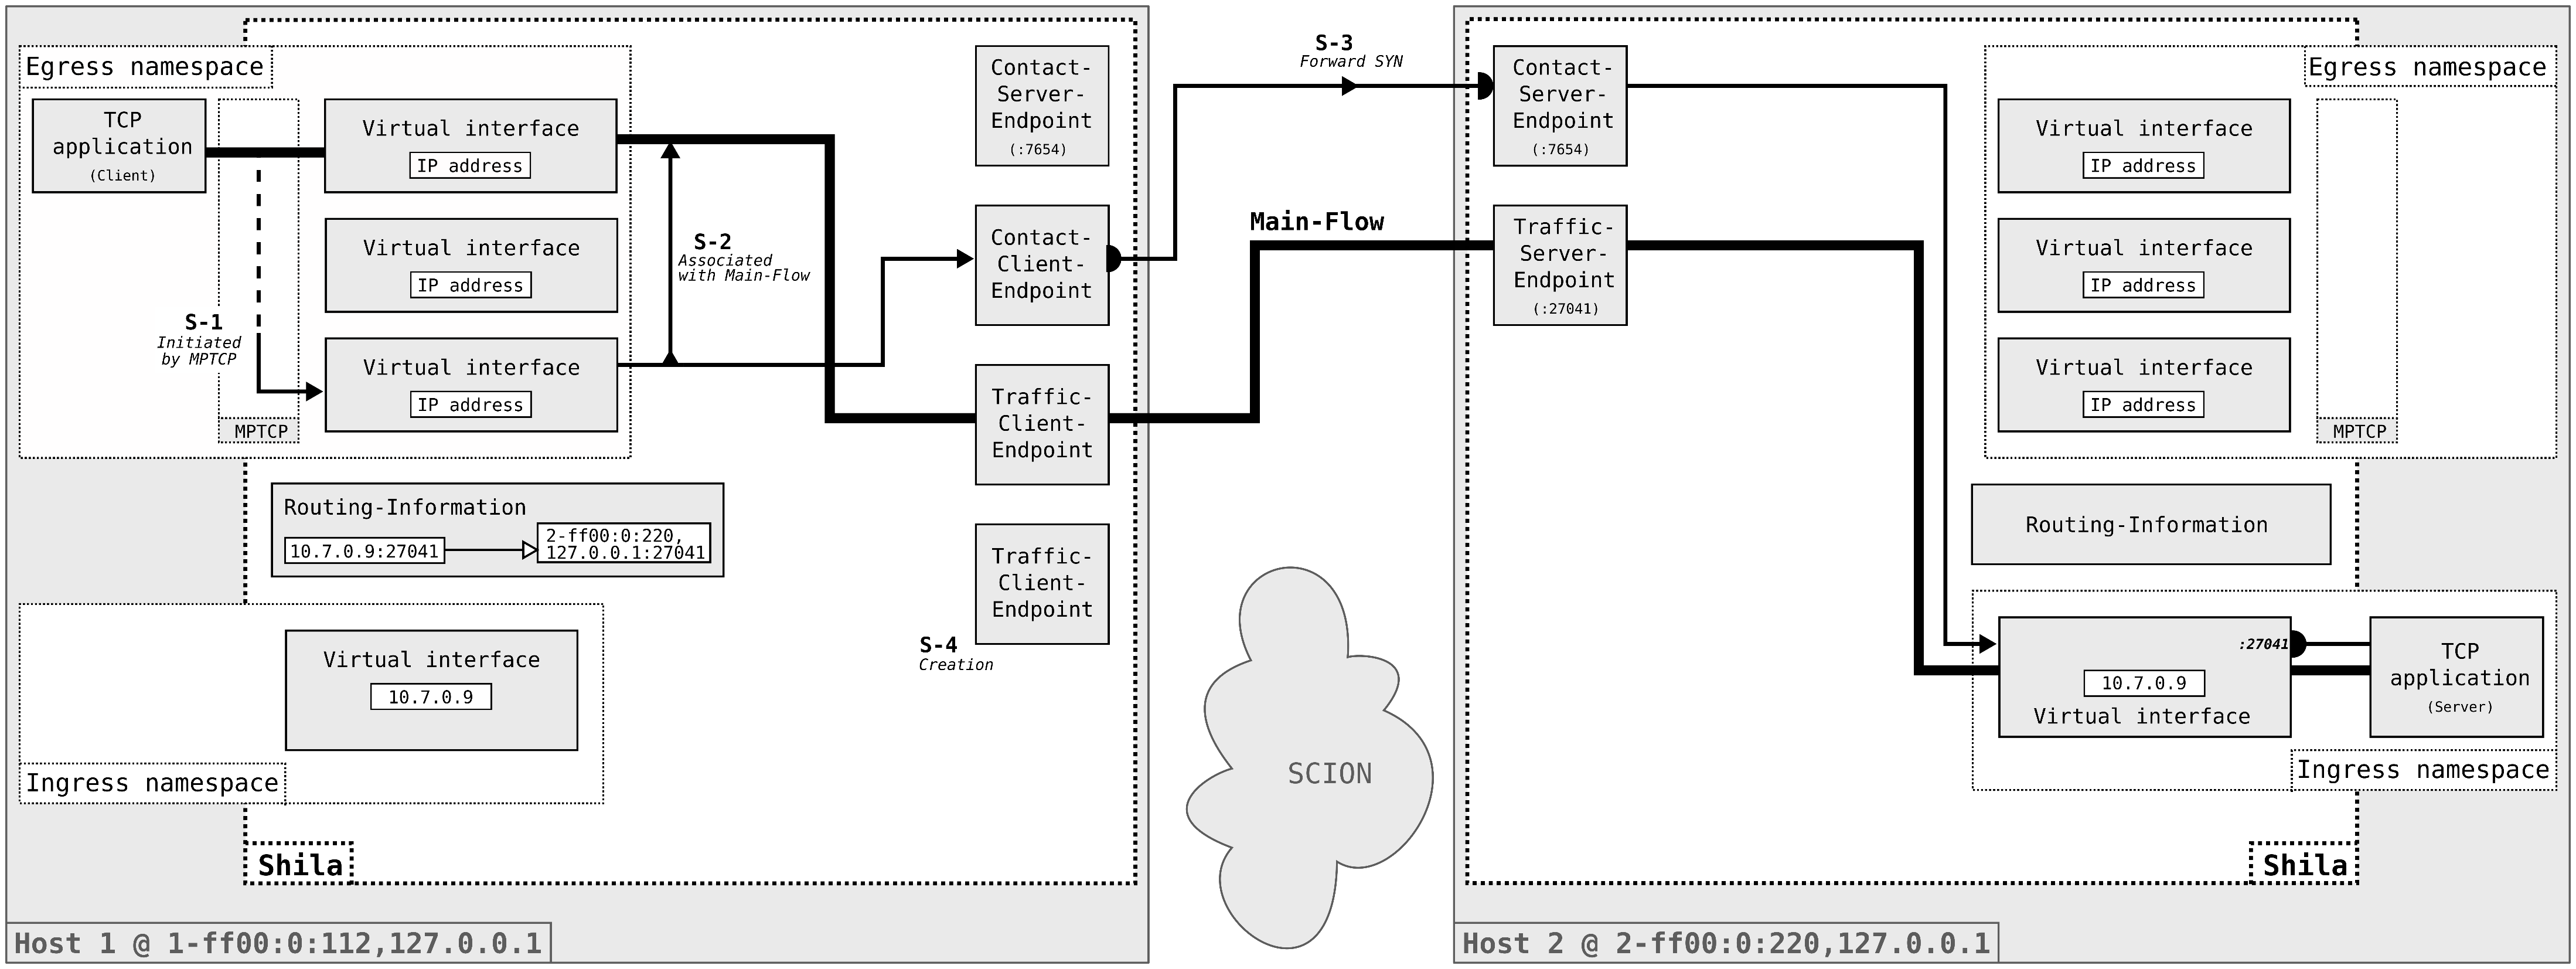 Egress namespace
TCP
application
(Client)
Virtual interface
IP address
Virtual interface
IP address
Virtual interface
IP address
S-1
Initiated
by MPTCP
MPTCP
S-2
Associated
with Main-Flow
Routing-Information
10.7.0.9:27041
2-ff00:0:220,
127.0.0.1:27041
Virtual interface
10.7.0.9
Ingress namespace
Contact-
Server-
Endpoint
(:7654)
Contact-
Client-
Endpoint
Traffic-
Client-
Endpoint
Traffic-
Client-
Endpoint
S-4
Creation
Shila
Host 1 @ 1-ff00:0:112,127.0.0.1
S-3
Forward SYN
Main-Flow
SCION
Contact-
Server-
Endpoint
(:7654)
Traffic-
Server-
Endpoint
(:27041)
Egress namespace
Virtual interface
IP address
Virtual interface
IP address
Virtual interface
IP address
MPTCP
Routing-Information
:27041
10.7.0.9
Virtual interface
TCP
application
(Server)
Ingress namespace
Shila
Host 2 @ 2-ff00:0:220,127.0.0.1